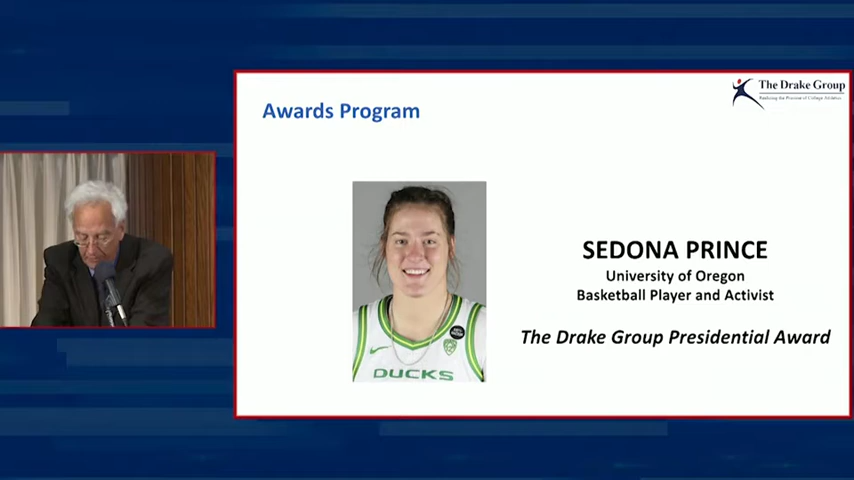 The Drake Group
Awards Program
SEDONA PRINCE
University of Oregon
Basketball Player and Activist
The Drake Group Presidential Award
DUCKS